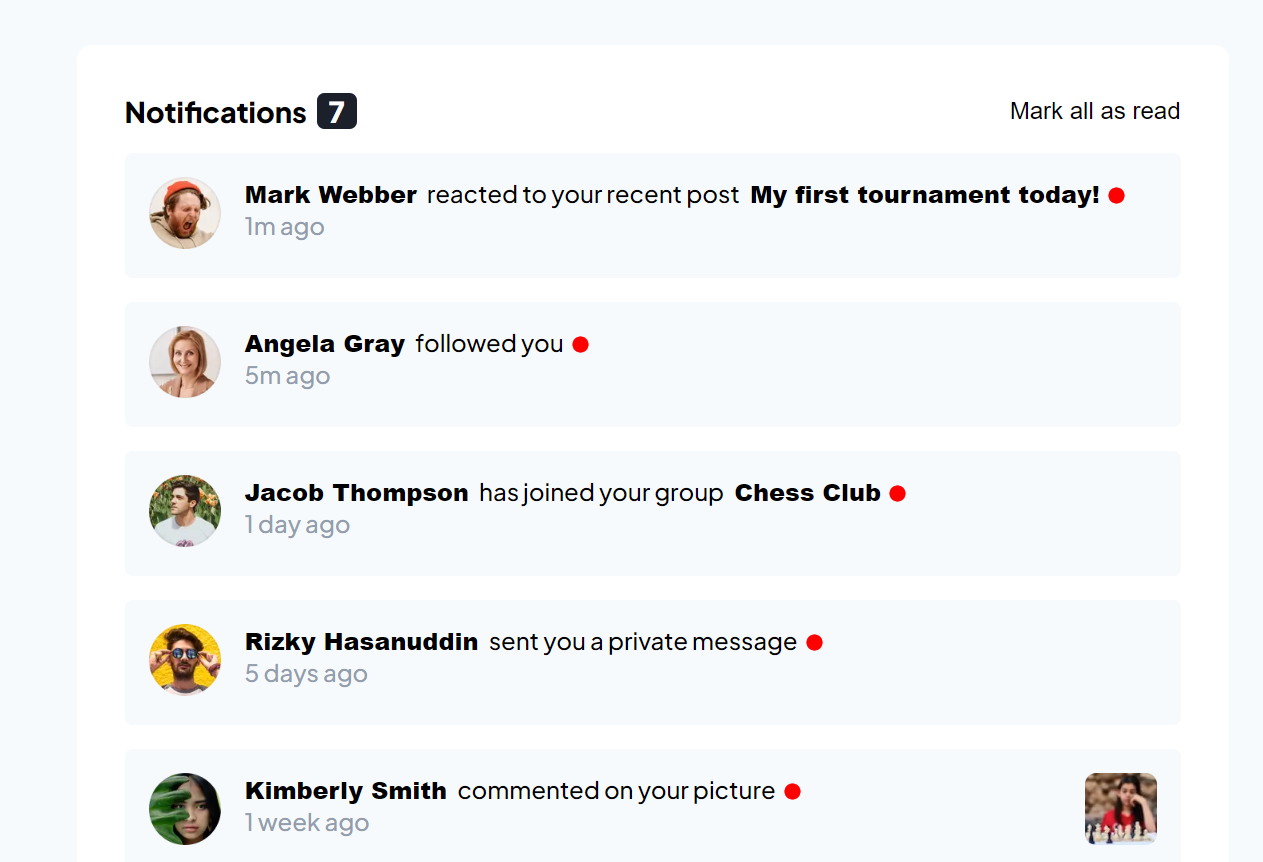 Notifications 7
Mark all as read
Mark Webber reacted to your recent post My first tournament today!
1m ago
Angela Gray followed you
5m ago
Jacob Thompson has joined your group Chess Club
1 day ago
Rizky Hasanuddin sent you a private message
5 days ago
Kimberly Smith commented on your picture
1 week ago